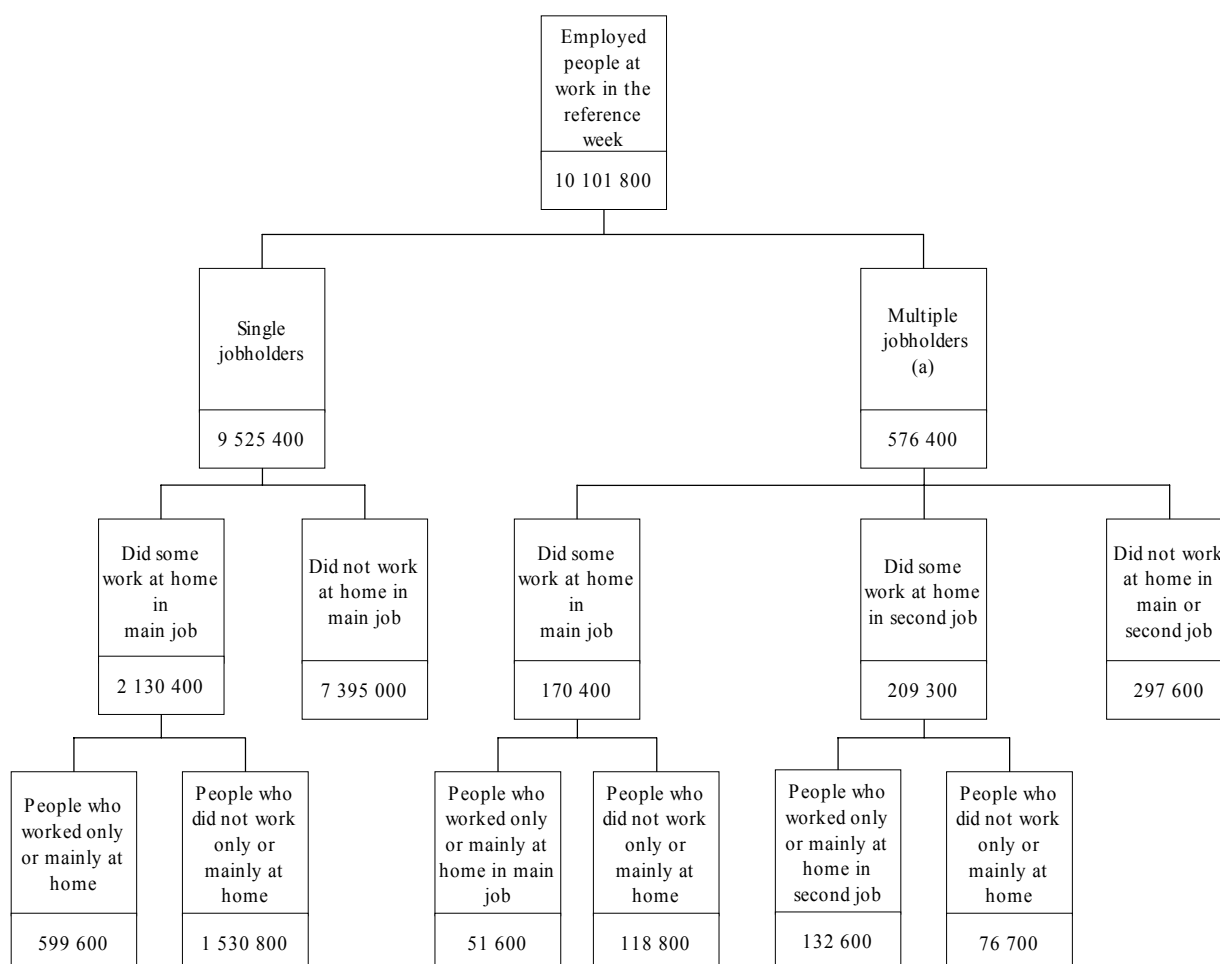 Employed
people at
work in the
reference
week
10 101 800
Single
jobholders
9 525 400
Multiple
jobholders
(a)
576 400
Did some
work at home
in
main job
2 130 400
Did not work
at home in
main job
7 395 000
Did some
work at home
in
main job
170 400
Did some
work at home
in second job
209 300
Did not work
at home in
main or
second job
297 600
People who
worked only
or mainly at
home
599 600
People who
did not work
only or
mainly at
home
1 530 800
People who
worked only
or mainly at
home in main
job
51 600
People who
did not work
only or
mainly at
home
118 800
People who
worked only
or mainly at
home in
second job
132 600
People who
did not work
only or
mainly at
home
76 700